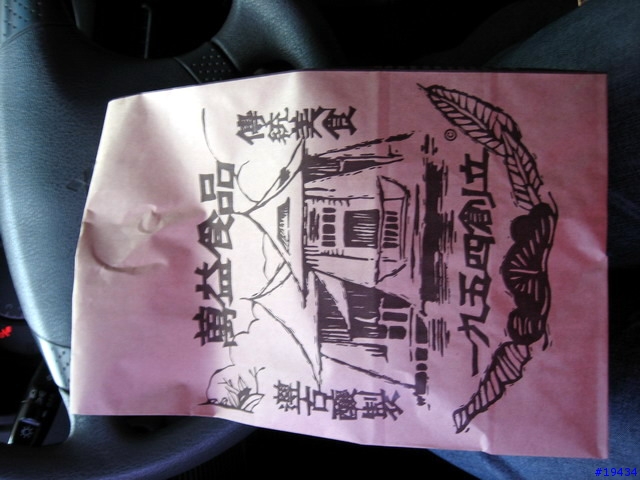 萬益食品
傳統美食
遵古釀製
一九五四創立
©
#19434